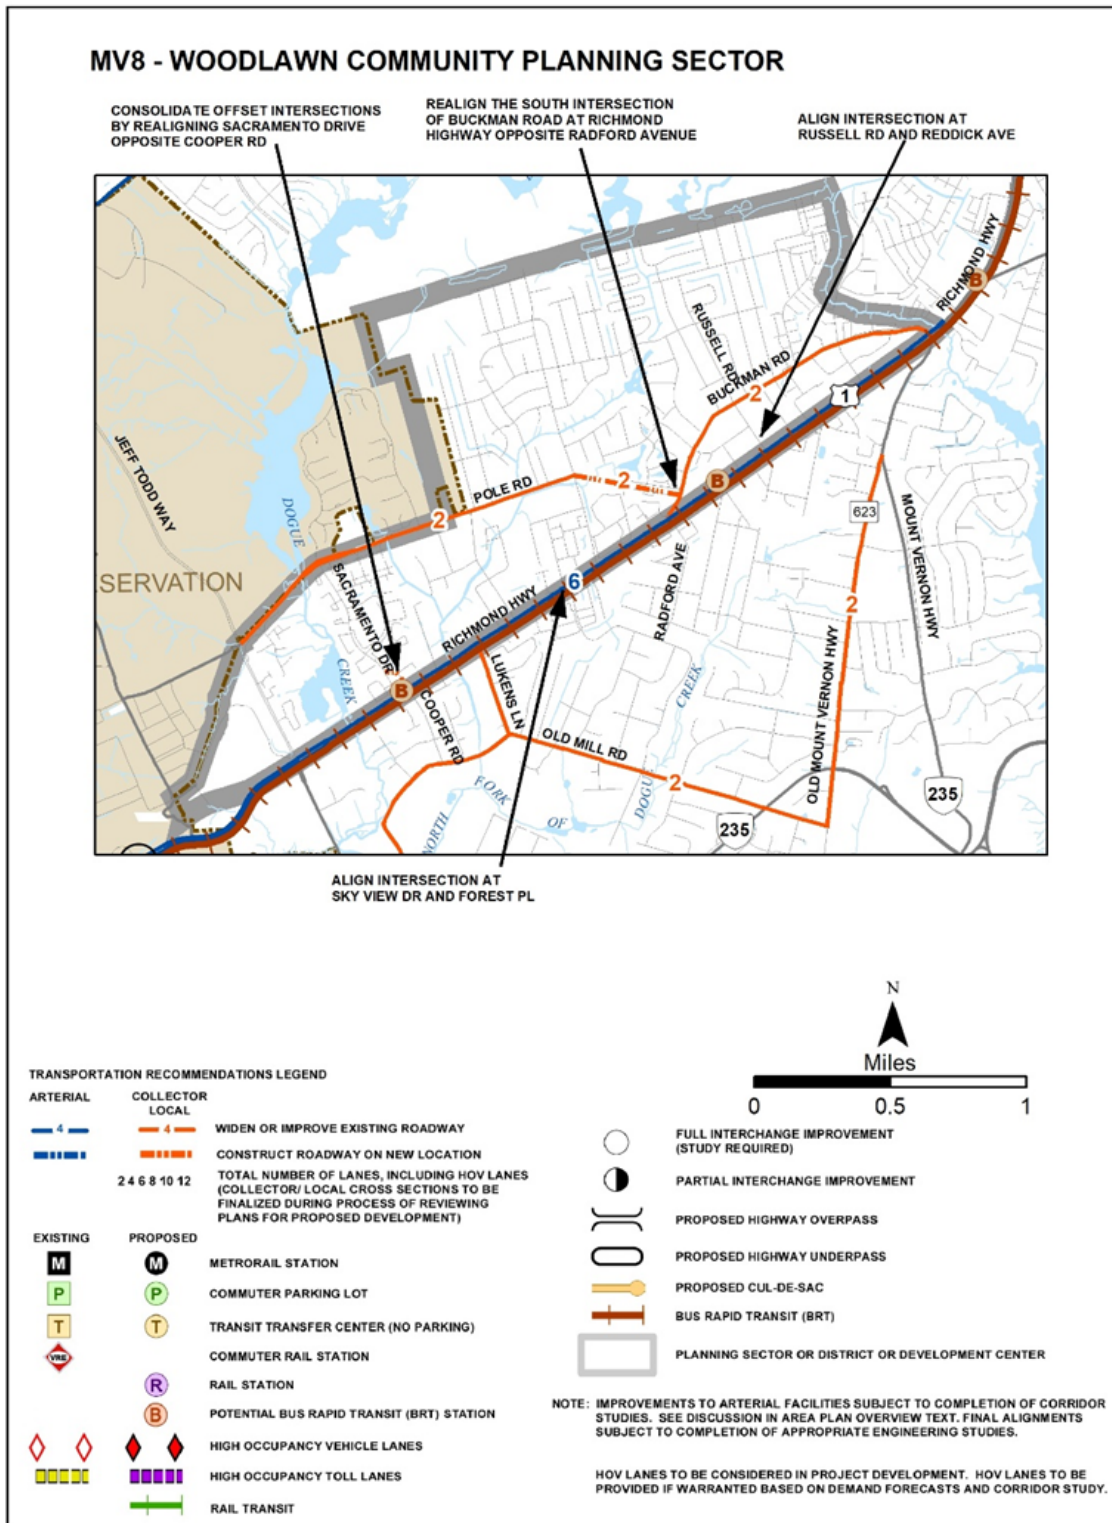 MV8 - WOODLAWN COMMUNITY PLANNING SECTOR
CONSOLIDATE OFFSET INTERSECTIONS
BY REALIGNING SACRAMENTO DRIVE
OPPOSITE COOPER RD
REALIGN THE SOUTH INTERSECTION
OF BUCKMAN ROAD AT RICHMOND
HIGHWAY OPPOSITE RADFORD AVENUE
ALIGN INTERSECTION AT
RUSSELL RD AND REDDICK AVE
RICHMOND HWY
B
RUSSELL RD
BUCKMAN RD
2
1
JEFF TODD WAY
DOGUE
CREEK
POLE RD
2
2
B
623
MOUNT VERNON HWY
SERVATION
SACRAMENTO DR
RICHMOND HWY
6
RADFORD AVE
2
B
COOPER RD
LUKENS LN
OLD MILL RD
2
OLD MOUNT VERNON HWY
NORTH
FORK
OF
DOGUE
CREEK
235
235
ALIGN INTERSECTION AT
SKY VIEW DR AND FOREST PL
N
Miles
0 0.5 1
TRANSPORTATION RECOMMENDATIONS LEGEND
ARTERIAL COLLECTOR
LOCAL
4 4 WIDEN OR IMPROVE EXISTING ROADWAY
CONSTRUCT ROADWAY ON NEW LOCATION
2 4 6 8 10 12 TOTAL NUMBER OF LANES, INCLUDING HOV LANES
(COLLECTOR/ LOCAL CROSS SECTIONS TO BE
FINALIZED DURING PROCESS OF REVIEWING
PLANS FOR PROPOSED DEVELOPMENT)
EXISTING PROPOSED
M M METRORAIL STATION
P P COMMUTER PARKING LOT
T T TRANSIT TRANSFER CENTER (NO PARKING)
VRE COMMUTER RAIL STATION
R RAIL STATION
B POTENTIAL BUS RAPID TRANSIT (BRT) STATION
HIGH OCCUPANCY VEHICLE LANES
HIGH OCCUPANCY TOLL LANES
RAIL TRANSIT
FULL INTERCHANGE IMPROVEMENT
(STUDY REQUIRED)
PARTIAL INTERCHANGE IMPROVEMENT
PROPOSED HIGHWAY OVERPASS
PROPOSED HIGHWAY UNDERPASS
PROPOSED CUL-DE-SAC
BUS RAPID TRANSIT (BRT)
PLANNING SECTOR OR DISTRICT OR DEVELOPMENT CENTER
NOTE: IMPROVEMENTS TO ARTERIAL FACILITIES SUBJECT TO COMPLETION OF CORRIDOR
STUDIES. SEE DISCUSSION IN AREA PLAN OVERVIEW TEXT. FINAL ALIGNMENTS
SUBJECT TO COMPLETION OF APPROPRIATE ENGINEERING STUDIES.
HOV LANES TO BE CONSIDERED IN PROJECT DEVELOPMENT. HOV LANES TO BE
PROVIDED IF WARRANTED BASED ON DEMAND FORECASTS AND CORRIDOR STUDY.